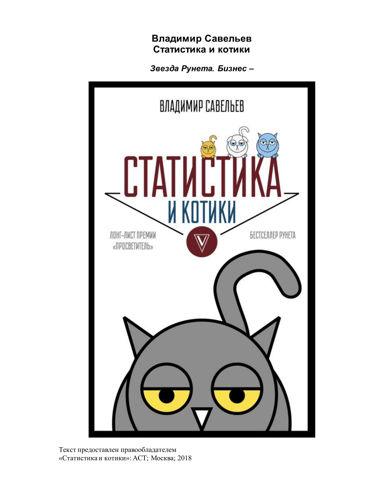 Владимир Савельев
Статистика и котики
Звезда Рунета. Бизнес –
ВЛАДИМИР САВЕЛЬЕВ
СТАТИСТИКА
И КОТИКИ
ЛОНГ-ЛИСТ ПРЕМИИ
«ПРОСВЕТИТЕЛЬ»
БЕСТСЕЛЛЕР РУНЕТА
Текст предоставлен правообладателем
«Статистика и котики»: АСТ; Москва; 2018